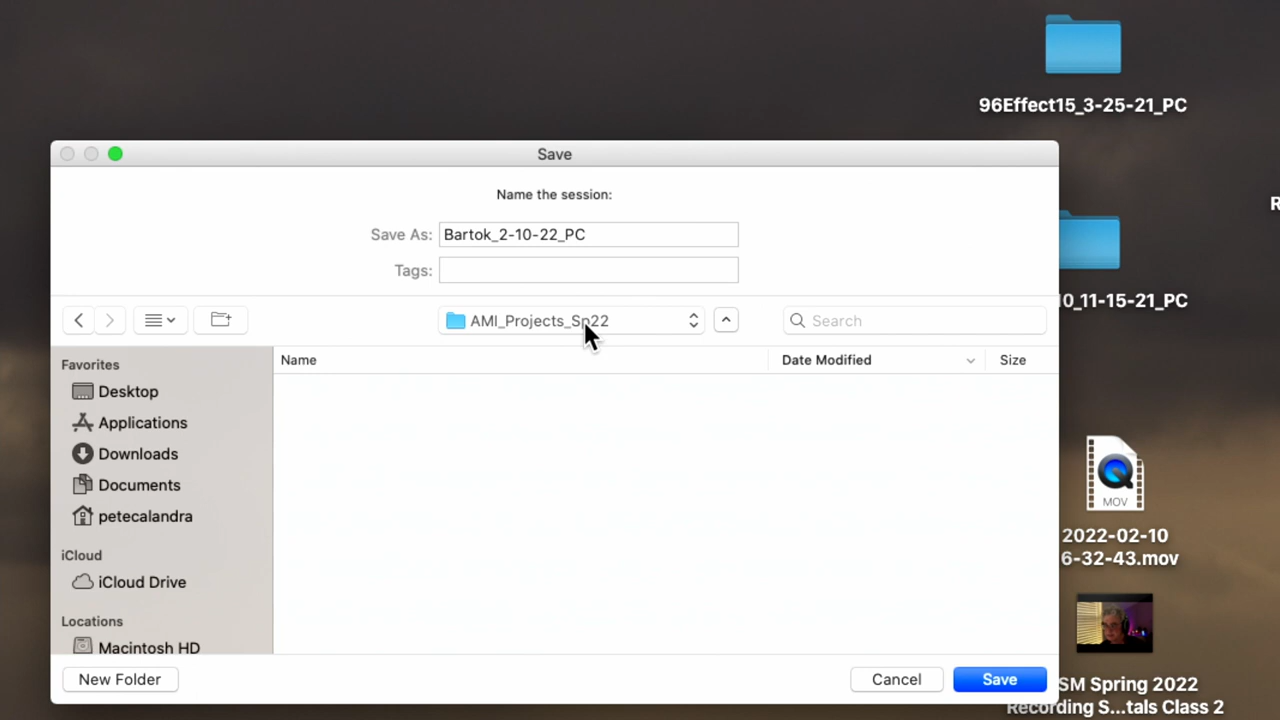 96Effect15_3-25-21_PC
Save
Name the session:
Save As: Bartok_2-10-22_PC
Tags:
AMI_Projects_Sp22
Search
0_11-15-21_PC
Favorites
Desktop
Applications
Downloads
Documents
petecalandra
iCloud
iCloud Drive
Locations
Macintosh HD
Name
Date Modified
Size
MOV
2022-02-10
6-32-43.mov
SM Spring 2022
Recording S...tals Class 2
New Folder
Cancel
Save